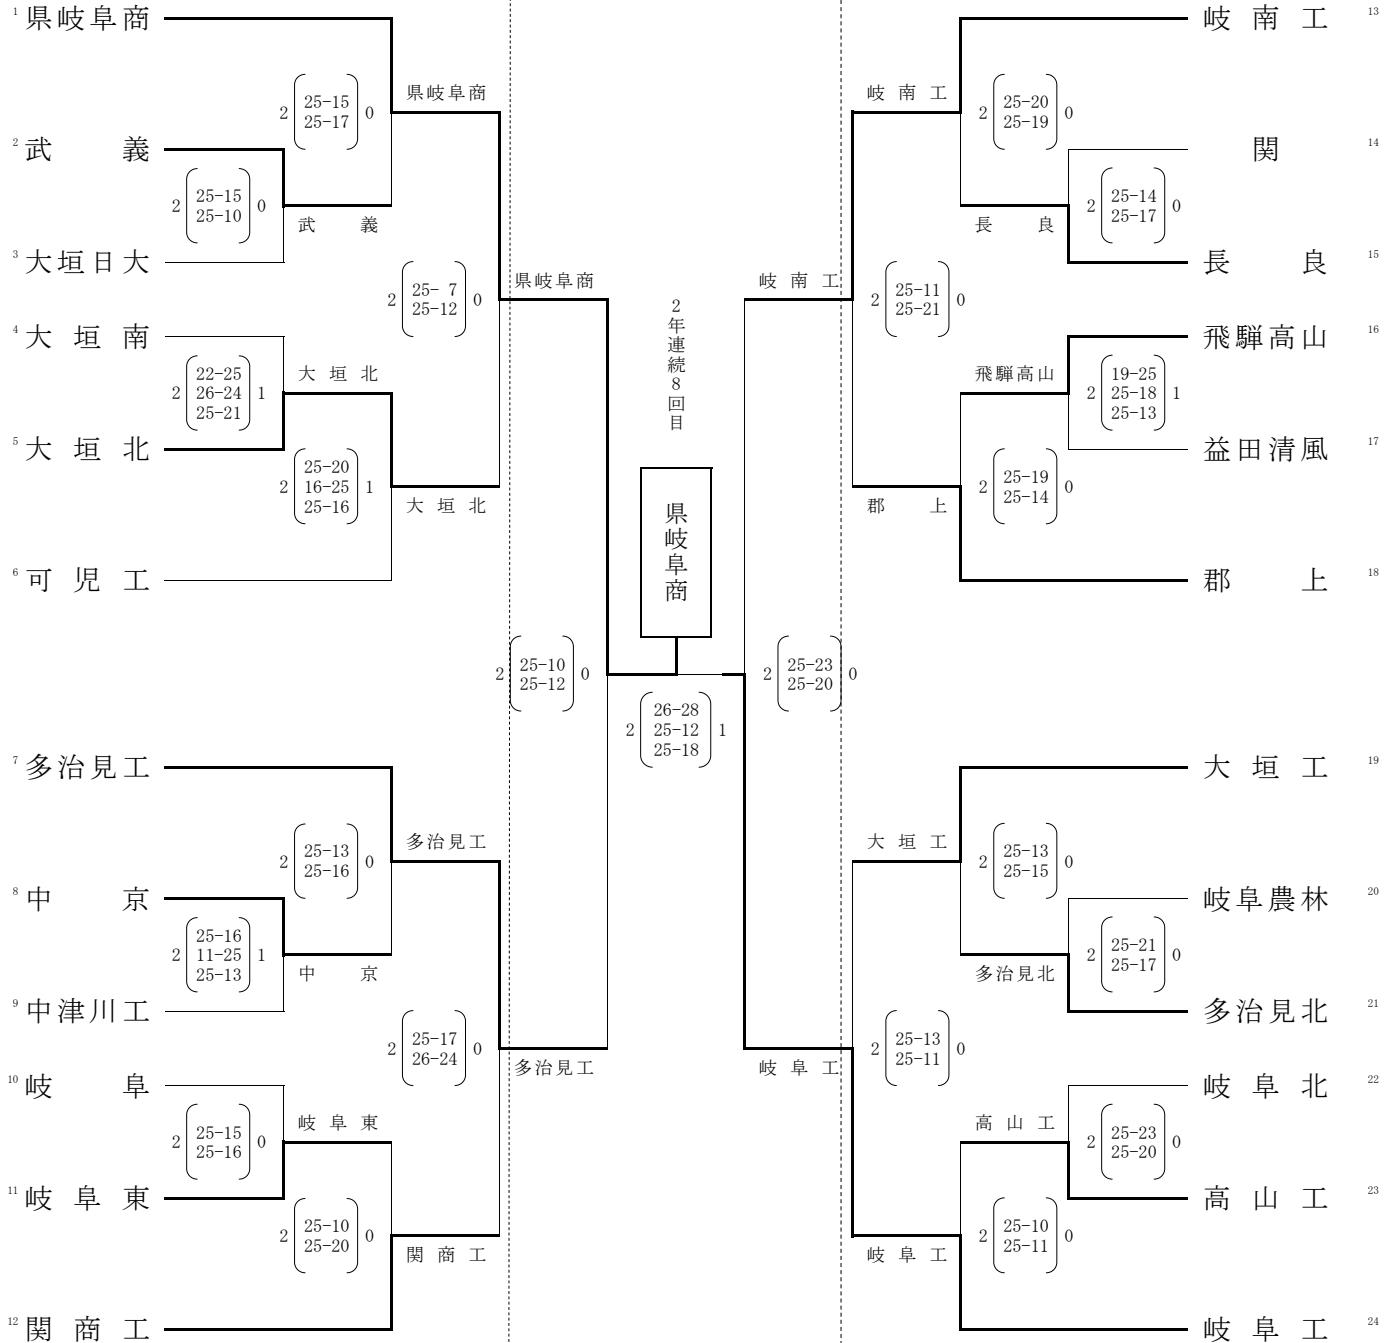 1 県岐阜商
2 武義
3 大垣日大
4 大垣南
5 大垣北
6 可児工
7 多治見工
8 中京
9 中津川工
10 岐阜
11 岐阜東
12 関商工
2 25-15 0
25-10
2 22-25 1
26-24
25-21
2 25-16 1
11-25
25-13
2 25-15 0
25-16
武義
大垣北
中京
岐阜東
2 25-15 0
25-17
2 25-20 1
16-25
25-16
2 25-13 0
25-16
2 25-10 0
25-20
県岐阜商
大垣北
多治見工
関商工
2 25- 7 0
25-12
2 25-17 0
26-24
県岐阜商
多治見工
2 25-10 0
25-12
2年連続8回目
県岐阜商
2 26-28 1
25-12
25-18
2 25-23 0
25-20
岐南工
岐阜工
2 25-11 0
25-21
2 25-13 0
25-11
岐南工
郡上
大垣工
岐阜工
2 25-20 0
25-19
2 25-19 0
25-14
2 25-13 0
25-15
2 25-10 0
25-11
長良
飛騨高山
多治見北
高山工
2 25-14 0
25-17
2 19-25 1
25-18
25-13
2 25-21 0
25-17
2 25-23 0
25-20
岐南工 13
関 14
長良 15
飛騨高山 16
益田清風 17
郡上 18
大垣工 19
岐阜農林 20
多治見北 21
岐阜北 22
高山工 23
岐阜工 24